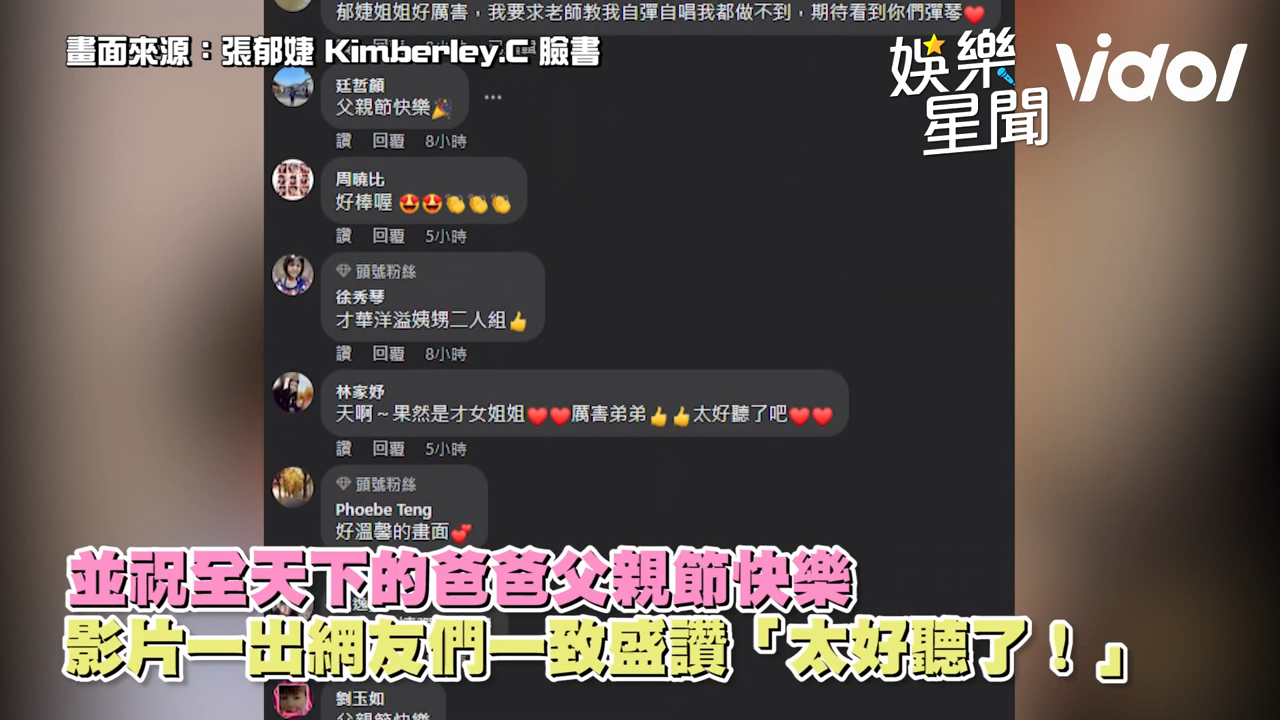 郁婕姐姐好厲害，我要求老師教我自彈自唱我都做不到，期待看到你們彈琴❤️
畫面來源：張郁婕 Kimberley.C 臉書
娛樂
星聞
Vidol
廷哲顏
父親節快樂🎉
讚 回覆 8小時
周曉比
好棒喔 😍😍👏👏👏
讚 回覆 5小時
頭號粉絲
徐秀琴
才華洋溢姨甥二人組👍
讚 回覆 8小時
林家妤
天啊～果然是才女姐姐❤️❤️厲害弟弟👍👍太好聽了吧❤️❤️
讚 回覆 5小時
頭號粉絲
Phoebe Teng
好溫馨的畫面💕
並祝全天下的爸爸父親節快樂
影片一出網友們一致盛讚「太好聽了！」
劉玉如
父親節快樂